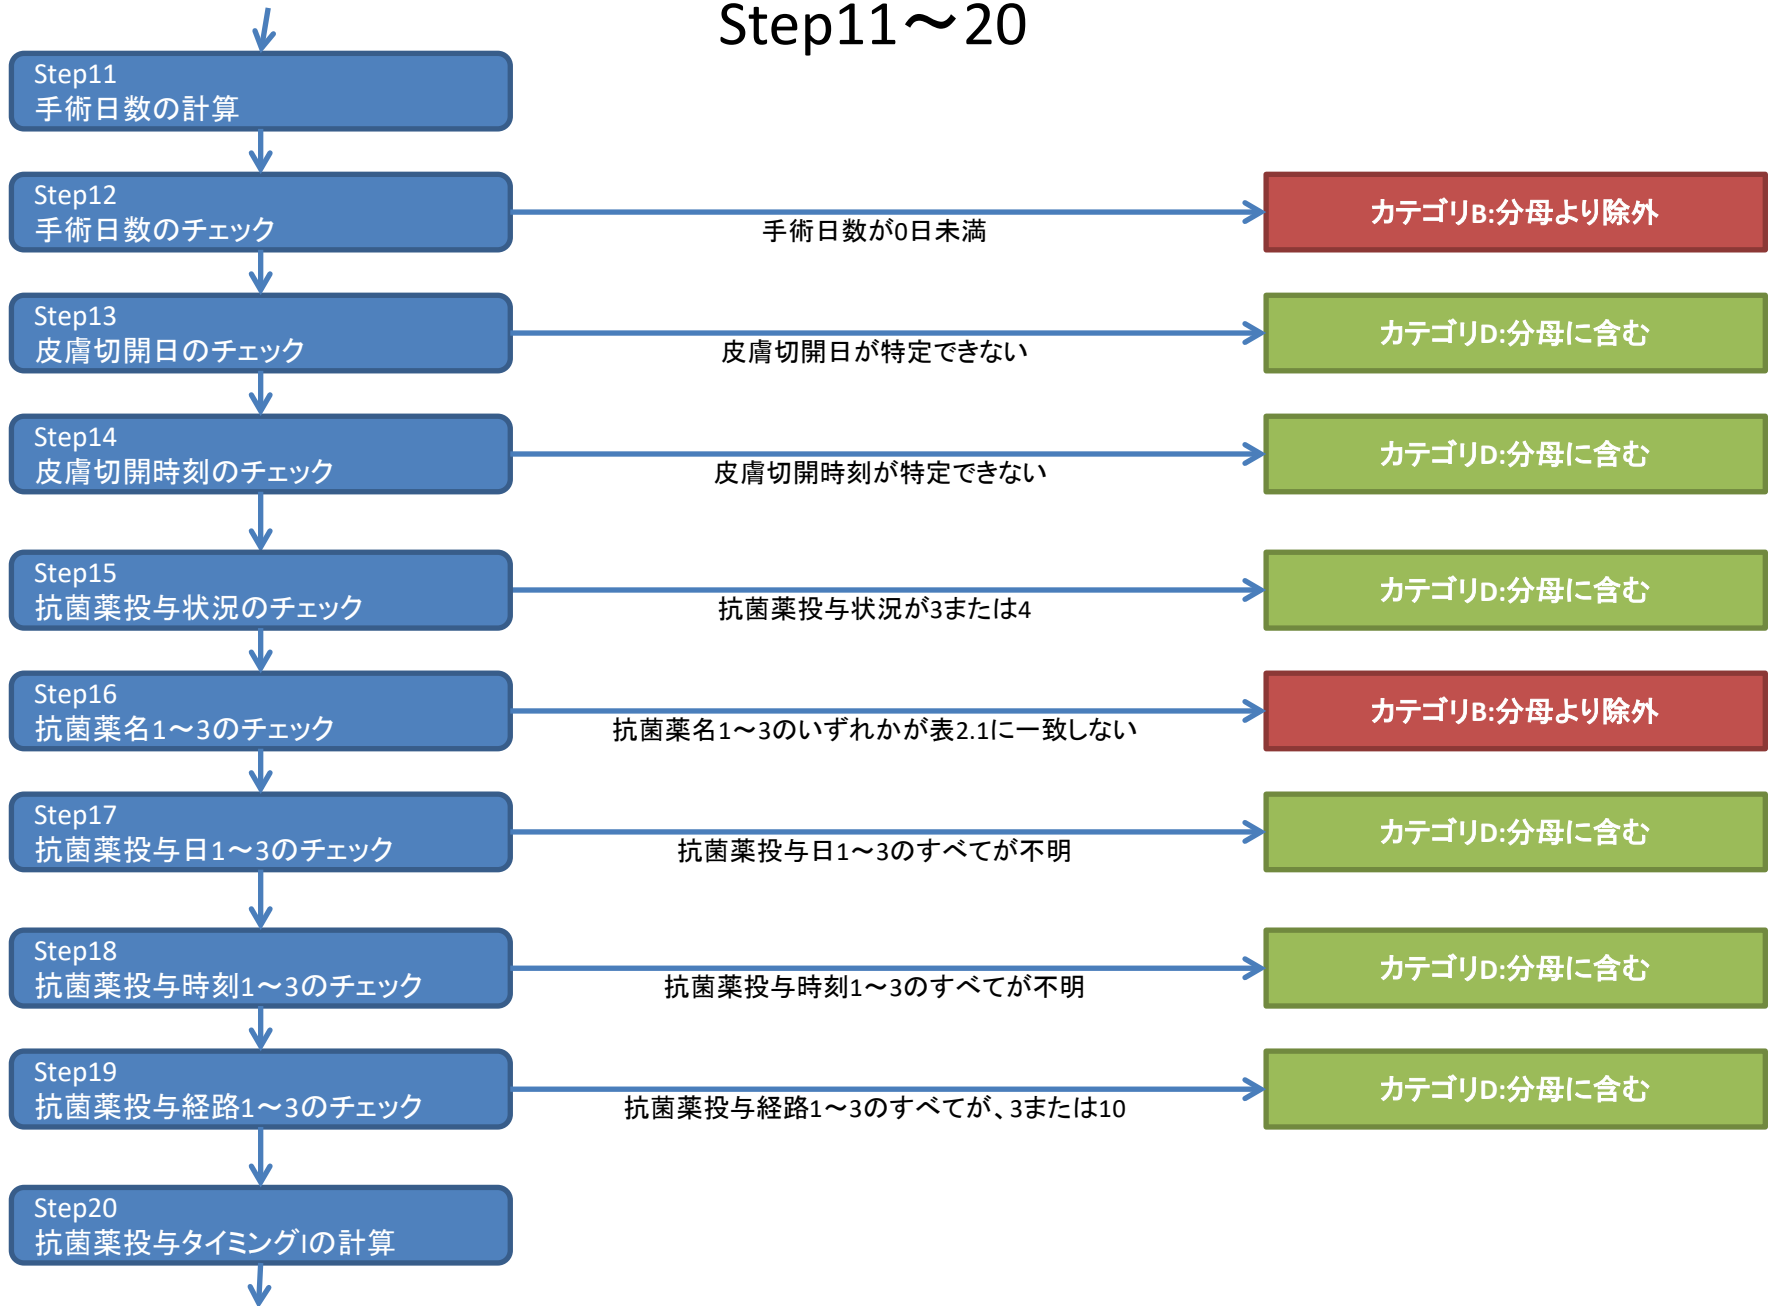 Step11～20
Step11
手術日数の計算
Step12
手術日数のチェック
手術日数が0日未満
カテゴリB:分母より除外
Step13
皮膚切開日のチェック
皮膚切開日が特定できない
カテゴリD:分母に含む
Step14
皮膚切開時刻のチェック
皮膚切開時刻が特定できない
カテゴリD:分母に含む
Step15
抗菌薬投与状況のチェック
抗菌薬投与状況が3または4
カテゴリD:分母に含む
Step16
抗菌薬名1～3のチェック
抗菌薬名1～3のいずれかが表2.1に一致しない
カテゴリB:分母より除外
Step17
抗菌薬投与日1～3のチェック
抗菌薬投与日1～3のすべてが不明
カテゴリD:分母に含む
Step18
抗菌薬投与時刻1～3のチェック
抗菌薬投与時刻1～3のすべてが不明
カテゴリD:分母に含む
Step19
抗菌薬投与経路1～3のチェック
抗菌薬投与経路1～3のすべてが、3または10
カテゴリD:分母に含む
Step20
抗菌薬投与タイミングIの計算